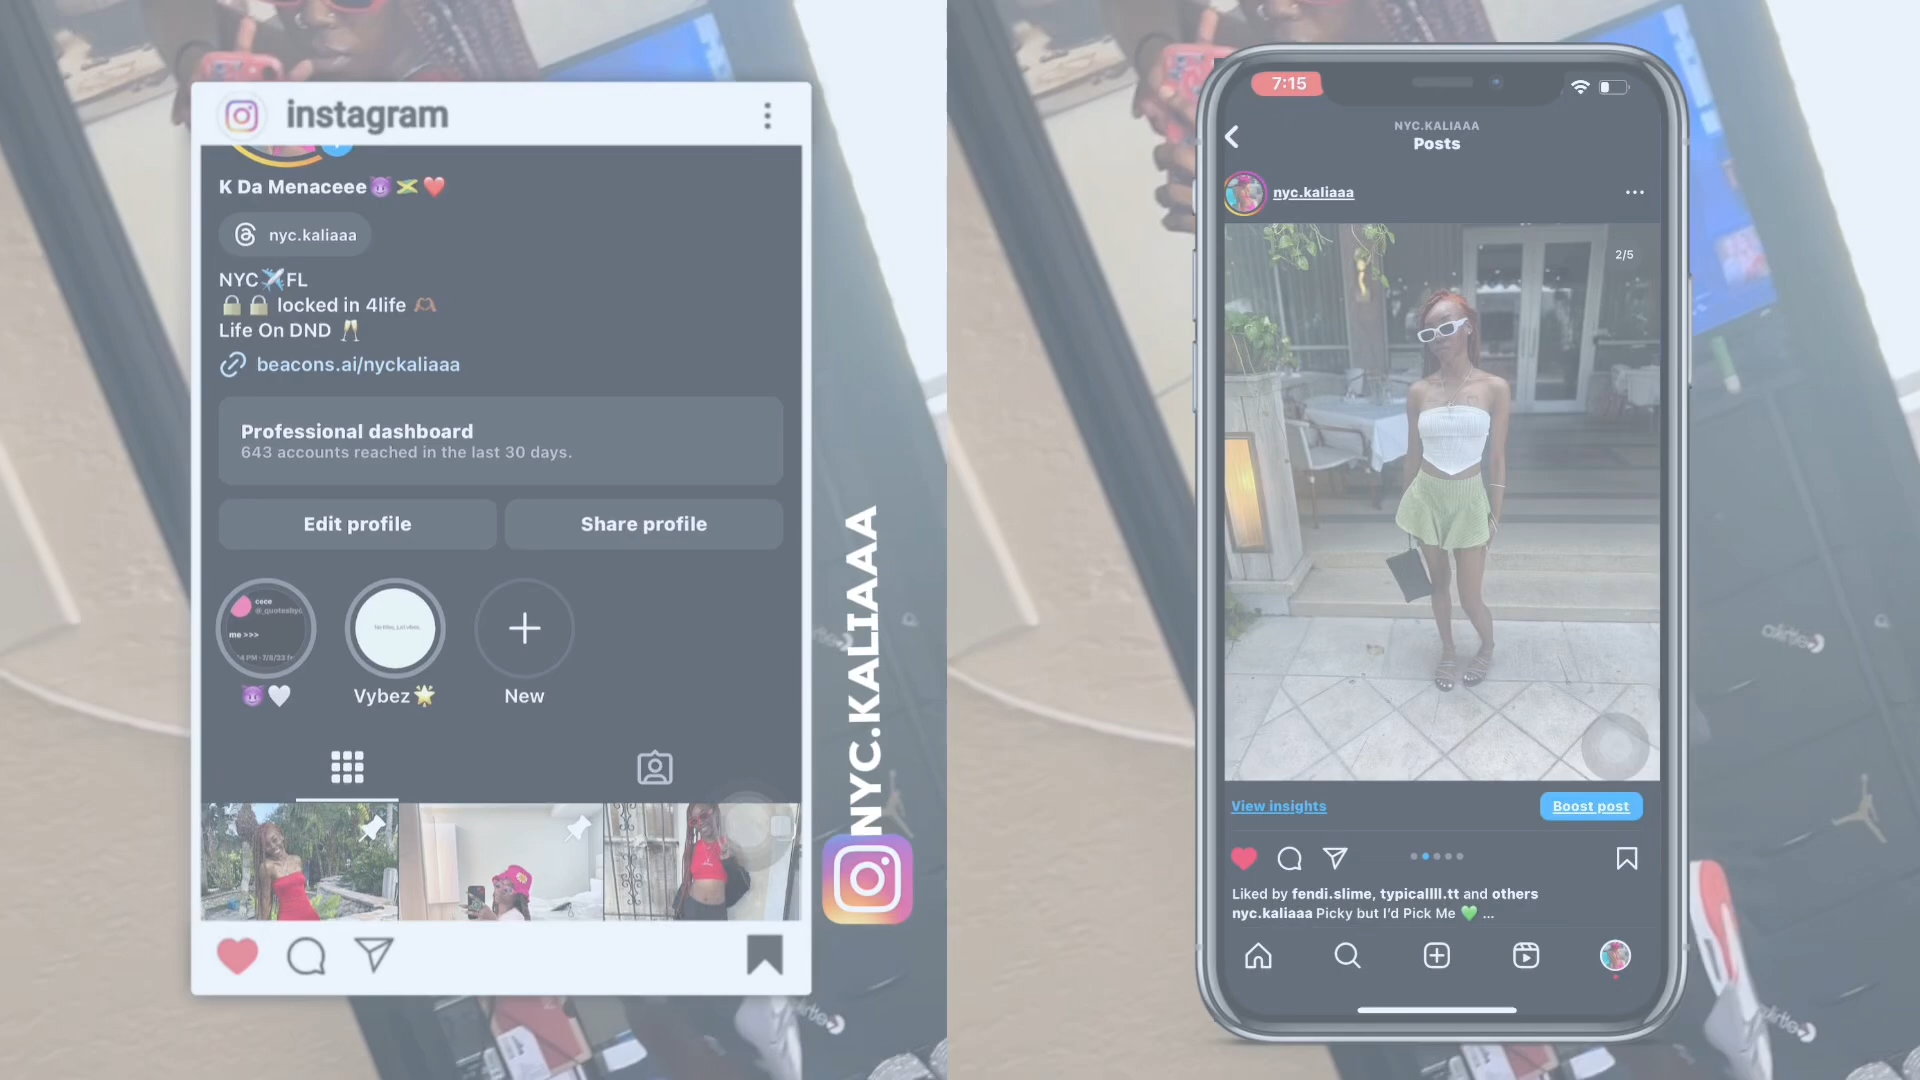 instagram
K Da Menaceee😈🇯🇲❤️
nyc.kaliaaa
NYC✈️FL
🔒🔒 locked in 4life 🫶🏾
Life On DND 🥂
beacons.ai/nyckaliaaa
Professional dashboard
643 accounts reached in the last 30 days.
Edit profile
Share profile
cece
me >>>
Vybez🌟
New
NYC.KALIAAA
7:15
NYC.KALIAAA
Posts
nyc.kaliaaa
2/5
View insights
Boost post
Liked by fendi.slime, typicallll.tt and others
nyc.kaliaaa Picky but I'd Pick Me 💚 ...